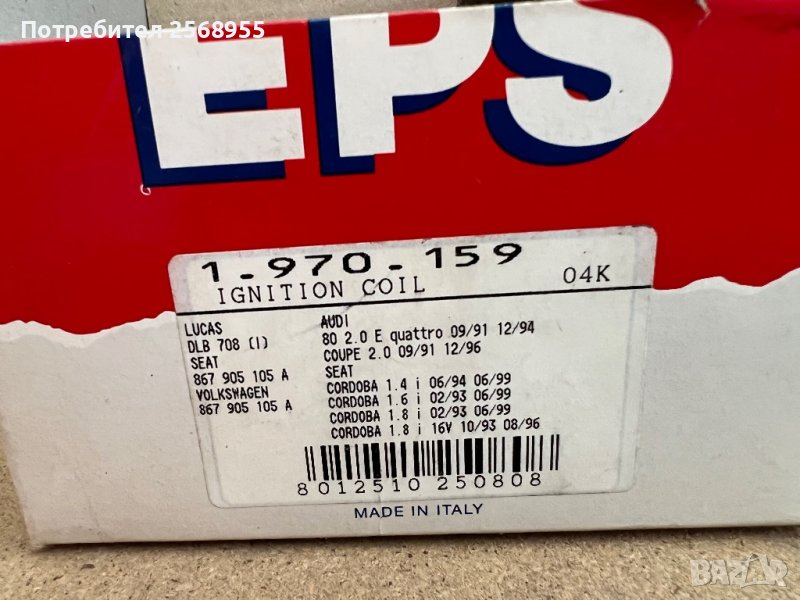 Потребител 2568955
EPS
1-970-159
IGNITION COIL 04K
LUCAS
DLB 708 (I)
SEAT
867 905 105 A
VOLKSWAGEN
867 905 105 A
AUDI
80 2.0 E quattro 09/91 12/94
COUPE 2.0 09/91 12/96
SEAT
CORDOBA 1.4 i 06/94 06/99
CORDOBA 1.6 i 02/93 06/99
CORDOBA 1.8 i 02/93 06/99
CORDOBA 1.8 i 16V 10/93 08/96
8012510 250808
MADE IN ITALY
BAZAR